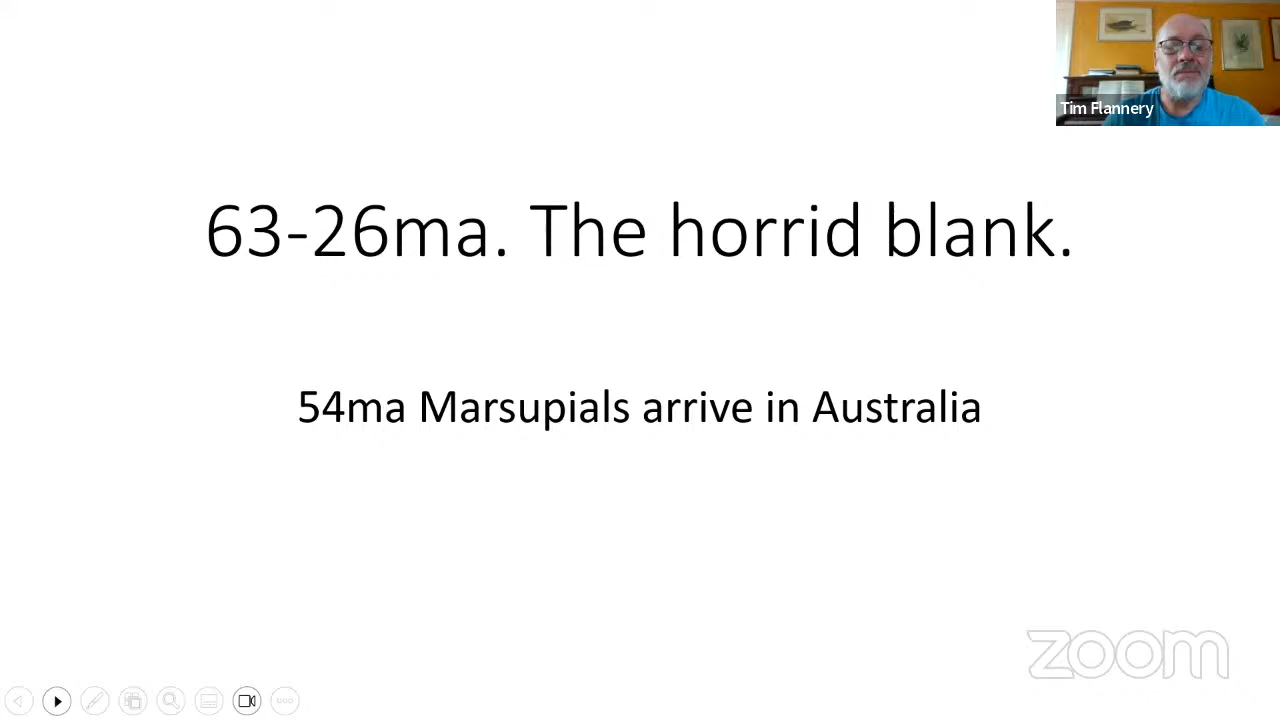 Tim Flannery
63-26ma. The horrid blank.
54ma Marsupials arrive in Australia
zoom